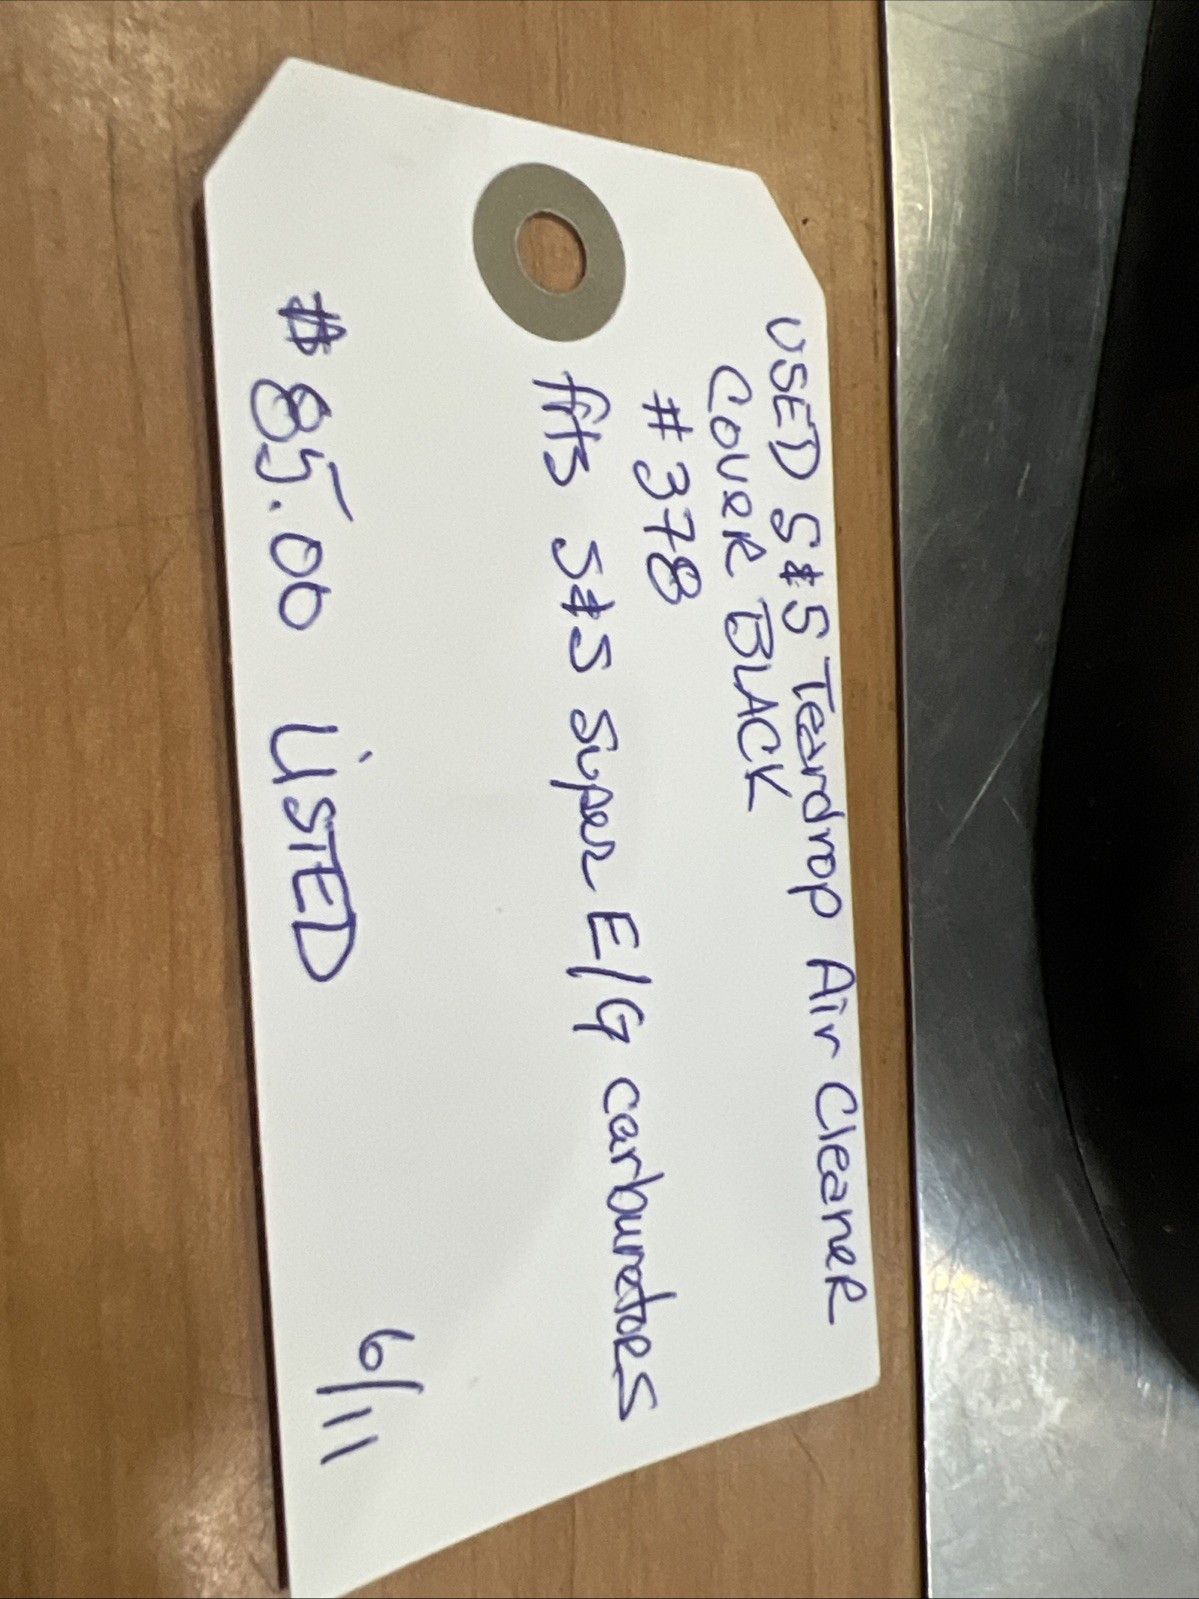 USED S&S Teardrop Air Cleaner
Cover BLACK
# 378
fits S&S Super E/G carburetors
$85.00 LiSTED
6/11